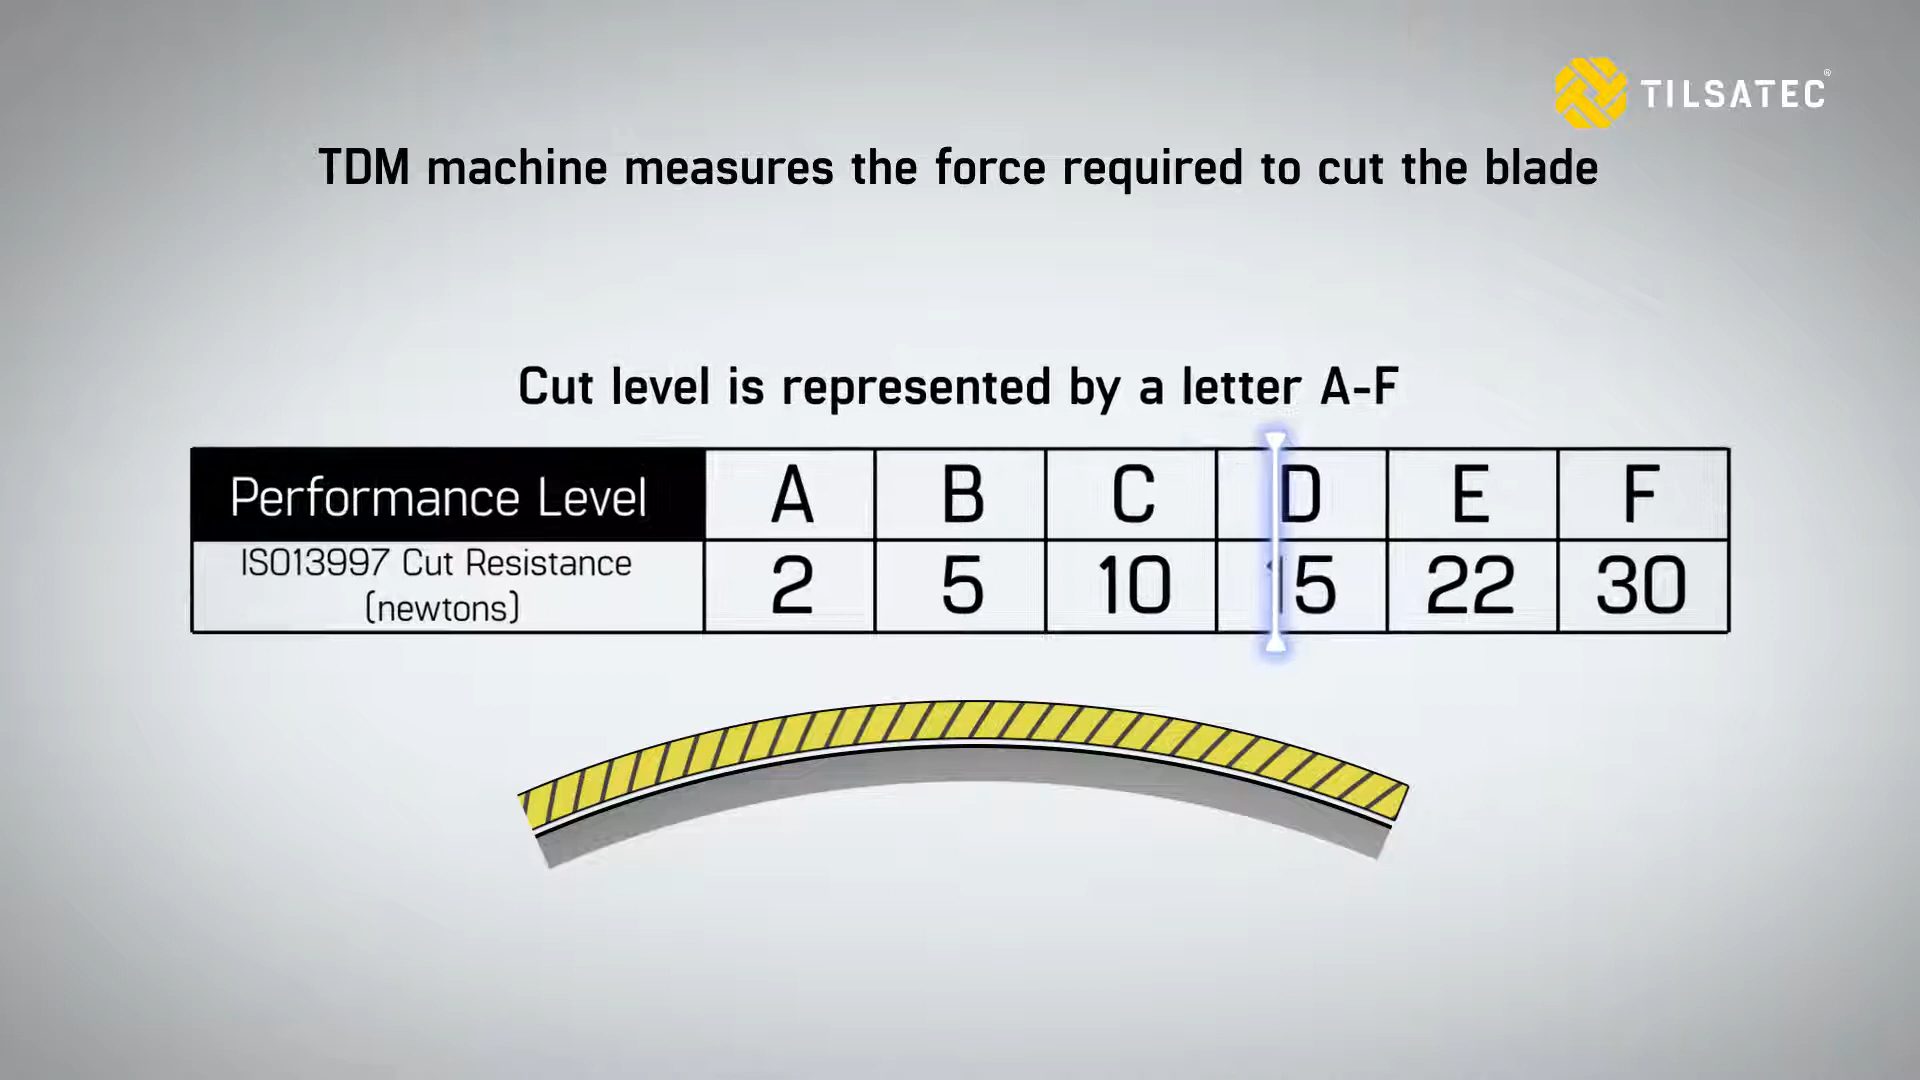 TILSATEC®
TDM machine measures the force required to cut the blade
Cut level is represented by a letter A-F
Performance Level A B C D E F
ISO13997 Cut Resistance
(newtons) 2 5 10 15 22 30